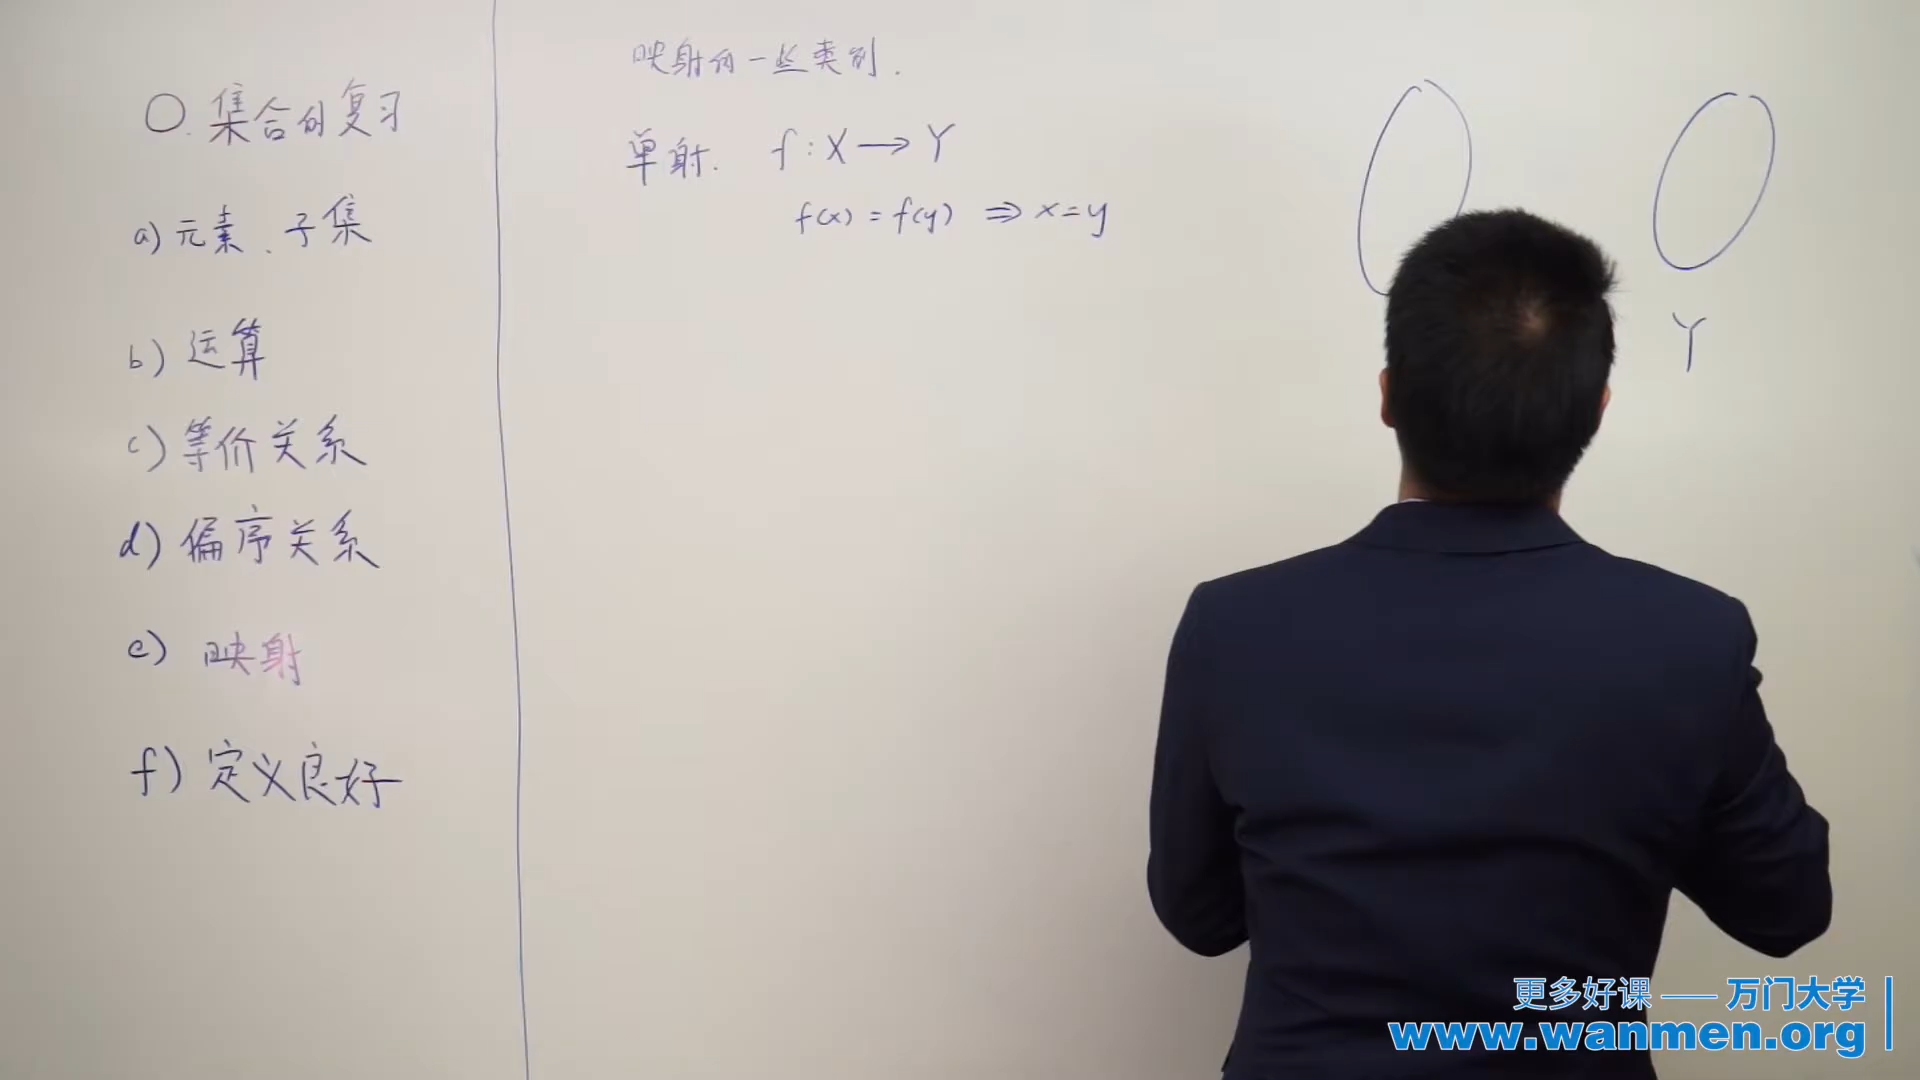 〇.集合的复习
a)元素.子集
b)运算
c)等价关系
d)偏序关系
e)映射
f)定义良好
映射的一些类别.
单射. f:X→Y
f(x)=f(y) ⇒ x=y
Y
更多好课——万门大学
www.wanmen.org